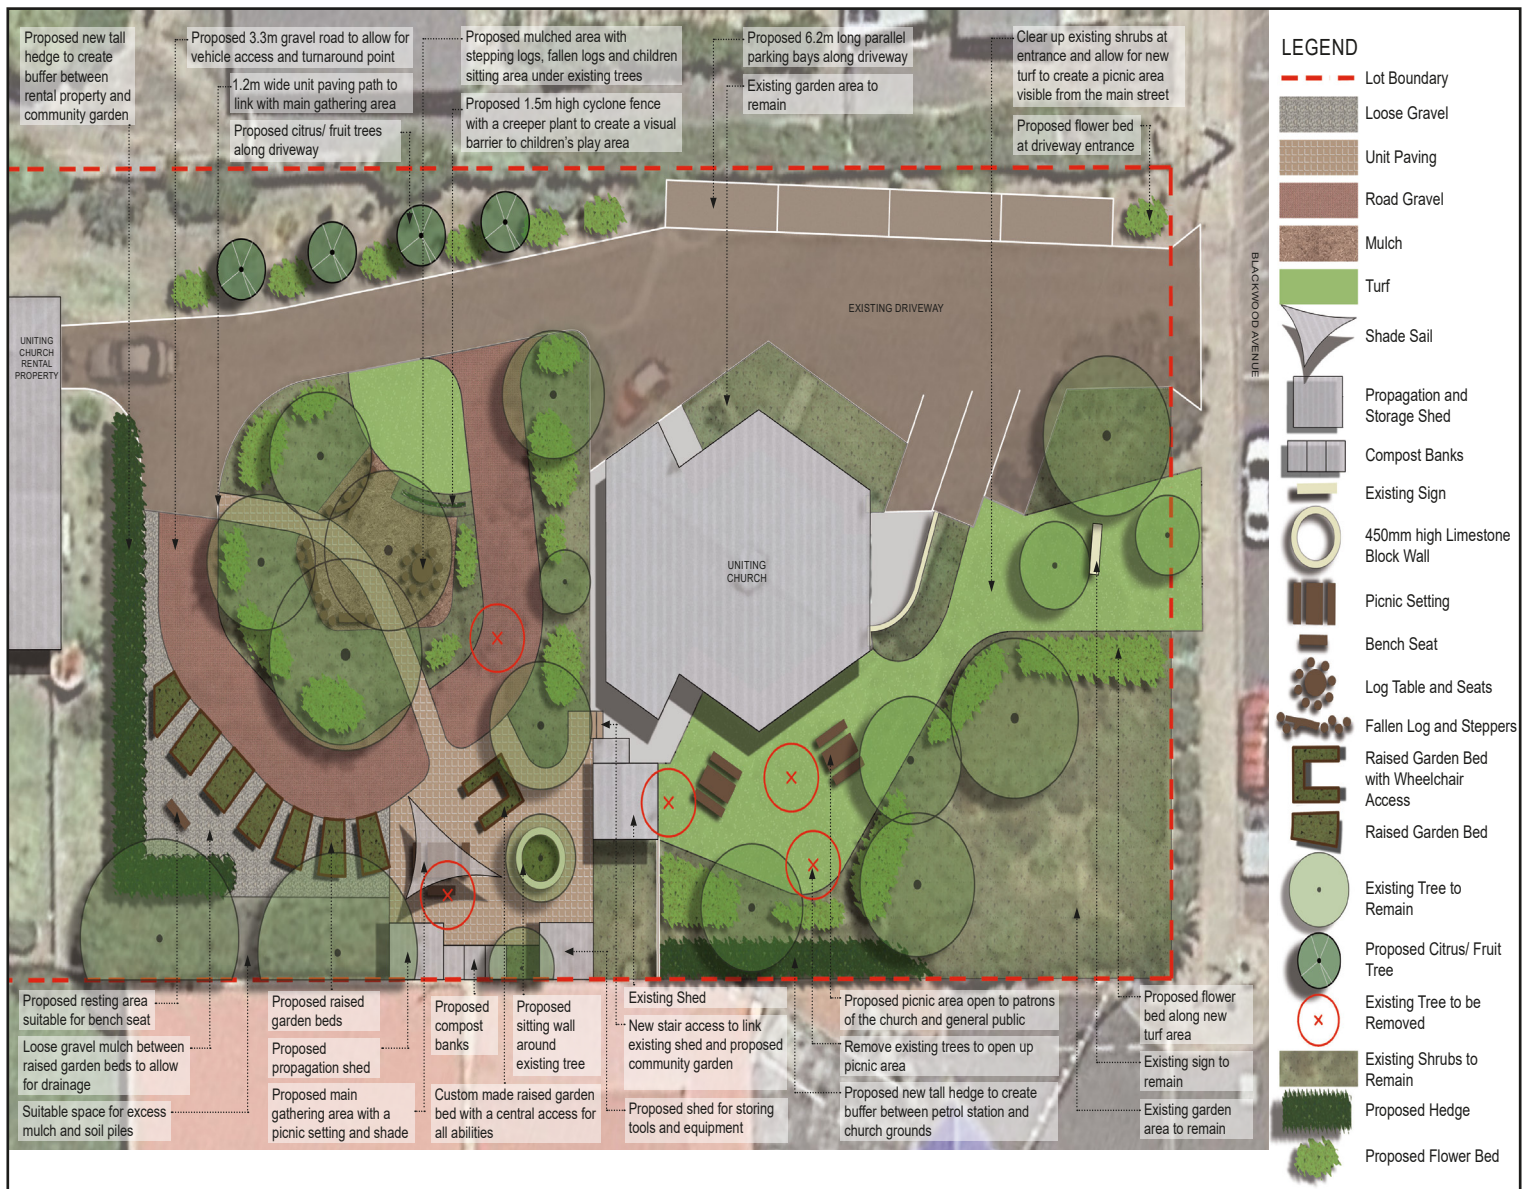 Proposed new tall
hedge to create
buffer between
rental property and
community garden
Proposed 3.3m gravel road to allow for
vehicle access and turnaround point
1.2m wide unit paving path to
link with main gathering area
Proposed citrus/ fruit trees
along driveway
Proposed mulched area with
stepping logs, fallen logs and children
sitting area under existing trees
Proposed 1.5m high cyclone fence
with a creeper plant to create a visual
barrier to children's play area
Proposed 6.2m long parallel
parking bays along driveway
Existing garden area to
remain
Clear up existing shrubs at
entrance and allow for new
turf to create a picnic area
visible from the main street
Proposed flower bed
at driveway entrance
UNITING
CHURCH
RENTAL
PROPERTY
EXISTING DRIVEWAY
BLACKWOOD AVENUE
UNITING
CHURCH
Proposed resting area
suitable for bench seat
Loose gravel mulch between
raised garden beds to allow
for drainage
Suitable space for excess
mulch and soil piles
Proposed raised
garden beds
Proposed
propagation shed
Proposed main
gathering area with a
picnic setting and shade
Proposed
compost
banks
Custom made raised garden
bed with a central access for
all abilities
Proposed
sitting wall
around
existing tree
Existing Shed
New stair access to link
existing shed and proposed
community garden
Proposed shed for storing
tools and equipment
Proposed picnic area open to patrons
of the church and general public
Remove existing trees to open up
picnic area
Proposed new tall hedge to create
buffer between petrol station and
church grounds
Proposed flower
bed along new
turf area
Existing sign to
remain
Existing garden
area to remain
LEGEND
Lot Boundary
Loose Gravel
Unit Paving
Road Gravel
Mulch
Turf
Shade Sail
Propagation and
Storage Shed
Compost Banks
Existing Sign
450mm high Limestone
Block Wall
Picnic Setting
Bench Seat
Log Table and Seats
Fallen Log and Steppers
Raised Garden Bed
with Wheelchair
Access
Raised Garden Bed
Existing Tree to
Remain
Proposed Citrus/ Fruit
Tree
Existing Tree to be
Removed
Existing Shrubs to
Remain
Proposed Hedge
Proposed Flower Bed